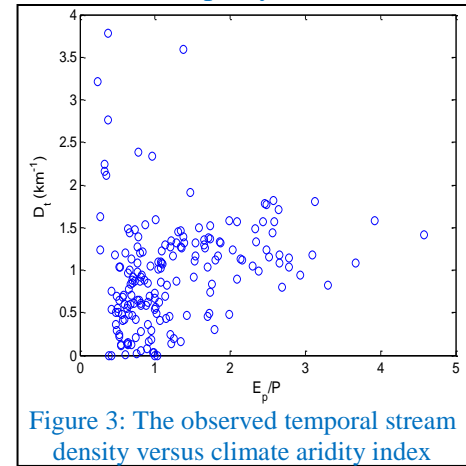 4
3.5
3
2.5
2
1.5
1
0.5
0
D_t (km^-1)
0 1 2 3 4 5
E_p/P
Figure 3: The observed temporal stream
density versus climate aridity index